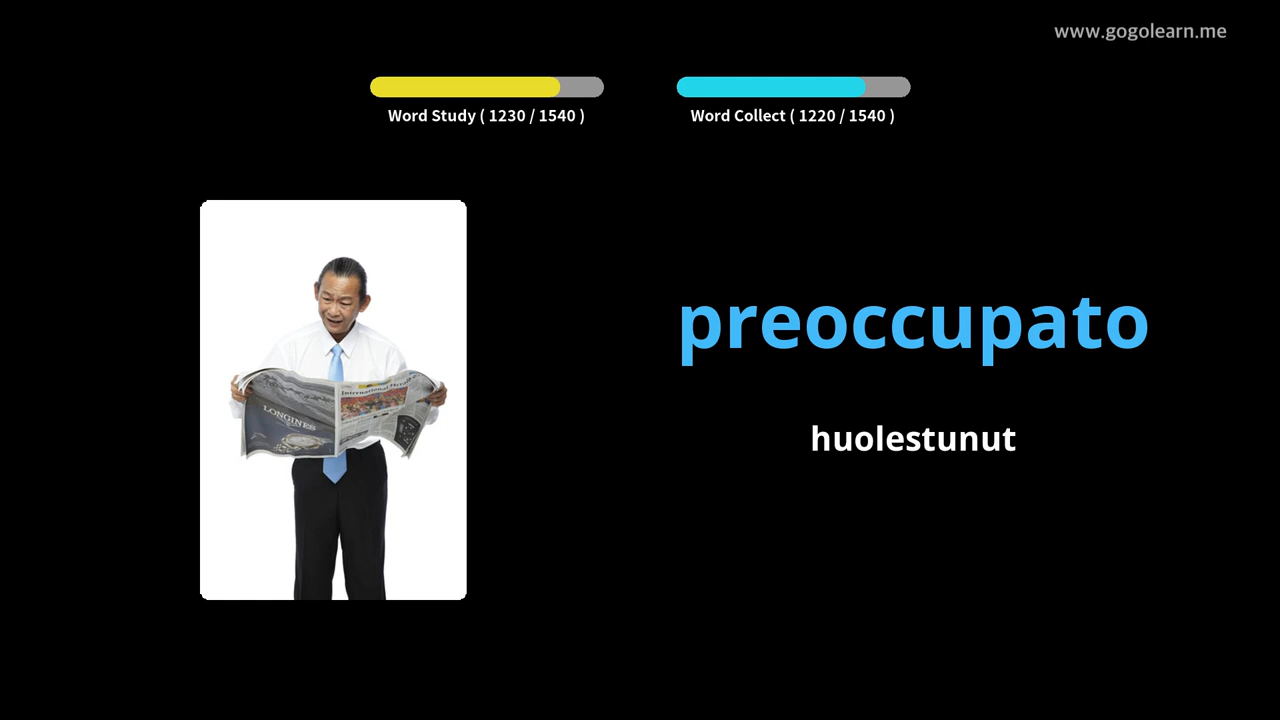 www.gogolearn.me
Word Study ( 1230 / 1540 )
Word Collect ( 1220 / 1540 )
preoccupato
huolestunut
LONGINES